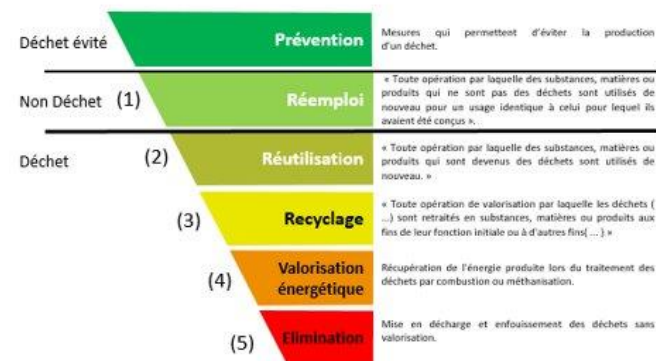 Déchet évité
Prévention
Mesures qui permettent d'éviter la production
d'un déchet.
Non Déchet (1)
Réemploi
« Toute opération par laquelle des substances, matières ou
produits qui ne sont pas des déchets sont utilisés de
nouveau pour un usage identique à celui pour lequel ils
avaient été conçus ».
Déchet (2)
Réutilisation
« Toute opération par laquelle des substances, matières ou
produits qui sont devenus des déchets sont utilisés de
nouveau. »
(3)
Recyclage
« Toute opération de valorisation par laquelle les déchets (
...) sont retraités en substances, matières ou produits aux
fins de leur fonction initiale ou à d'autres fins( ... ) »
(4)
Valorisation
énergétique
Récupération de l'énergie produite lors du traitement des
déchets par combustion ou méthanisation.
(5)
Elimination
Mise en décharge et enfouissement des déchets sans
valorisation.